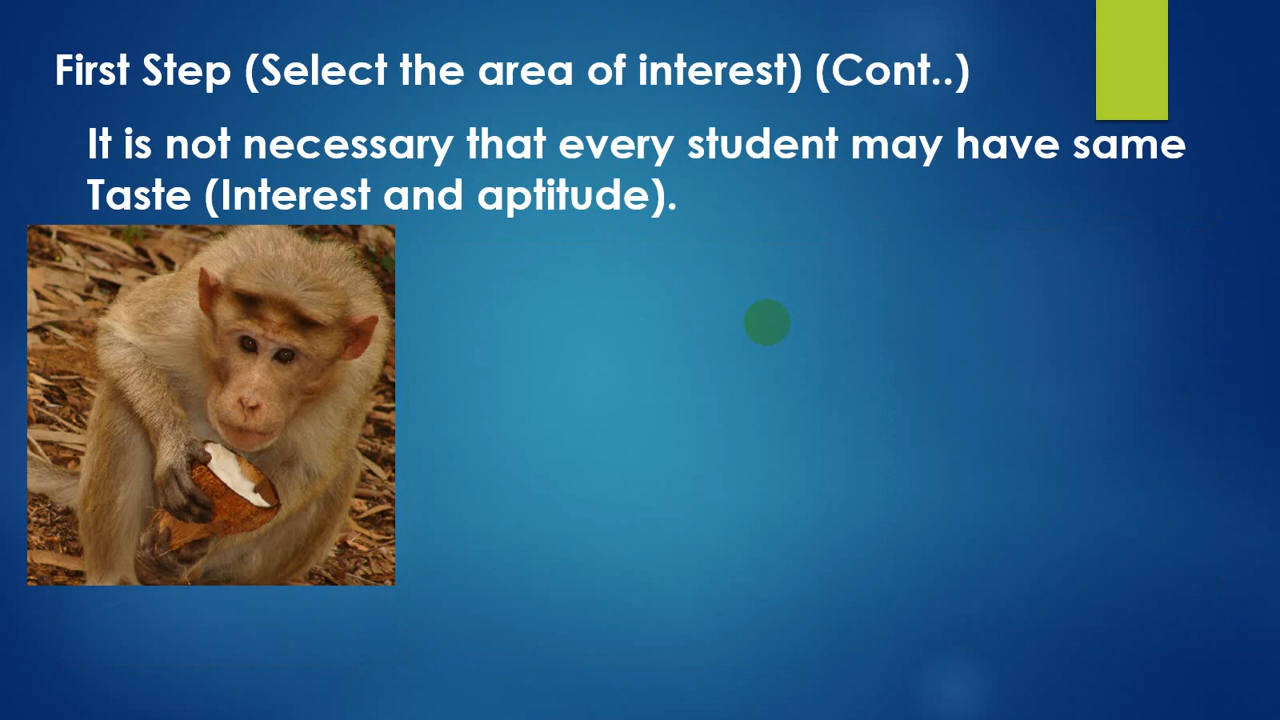 First Step (Select the area of interest) (Cont..)
It is not necessary that every student may have same
Taste (Interest and aptitude).